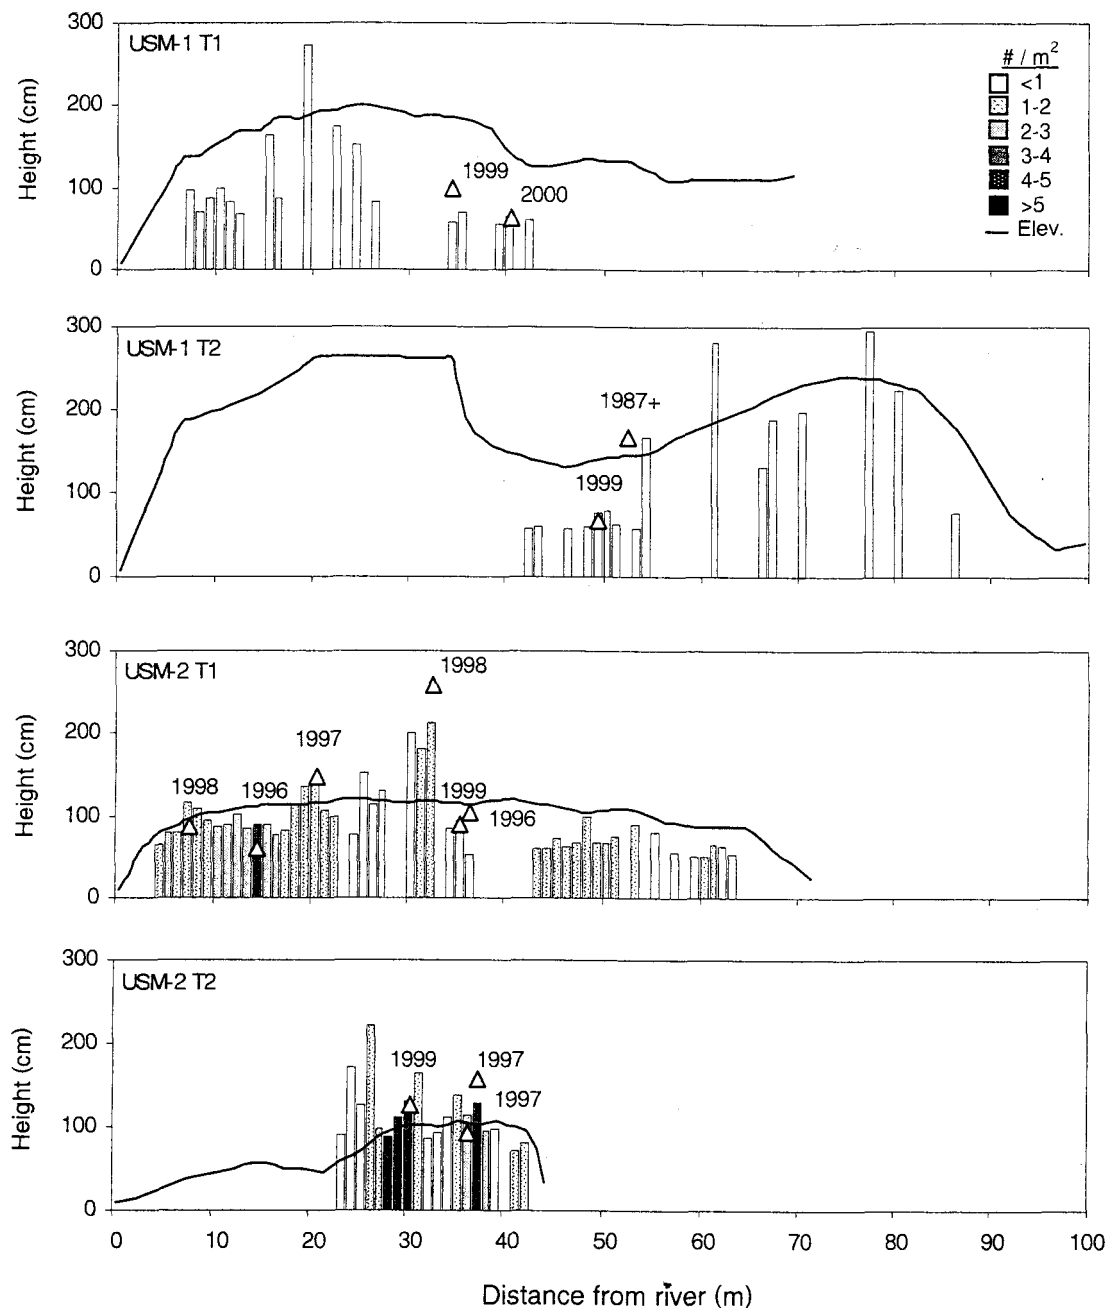 USM-1 T1
Height (cm)
300
200
100
0
1999
2000
# / m²
<1
1-2
2-3
3-4
4-5
>5
Elev.
USM-1 T2
Height (cm)
300
200
100
0
1987+
1999
USM-2 T1
Height (cm)
300
200
100
0
1998
1996
1997
1998
1999
1996
USM-2 T2
Height (cm)
300
200
100
0
1999
1997
1997
0 10 20 30 40 50 60 70 80 90 100
Distance from river (m)